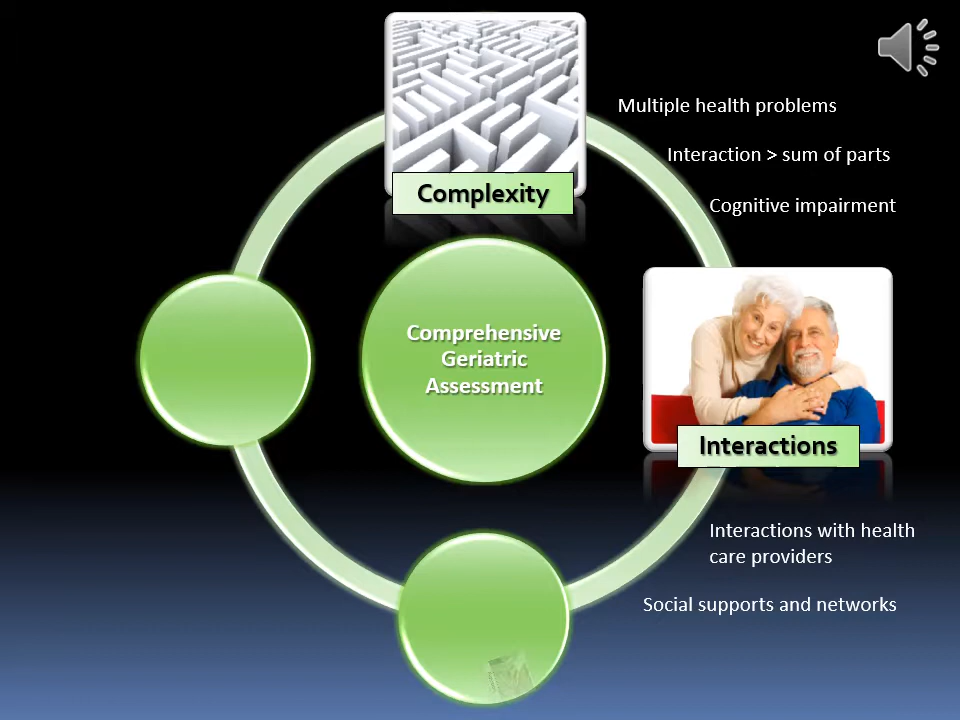 Multiple health problems
Interaction > sum of parts
Complexity
Cognitive impairment
Comprehensive
Geriatric
Assessment
Interactions
Interactions with health
care providers
Social supports and networks